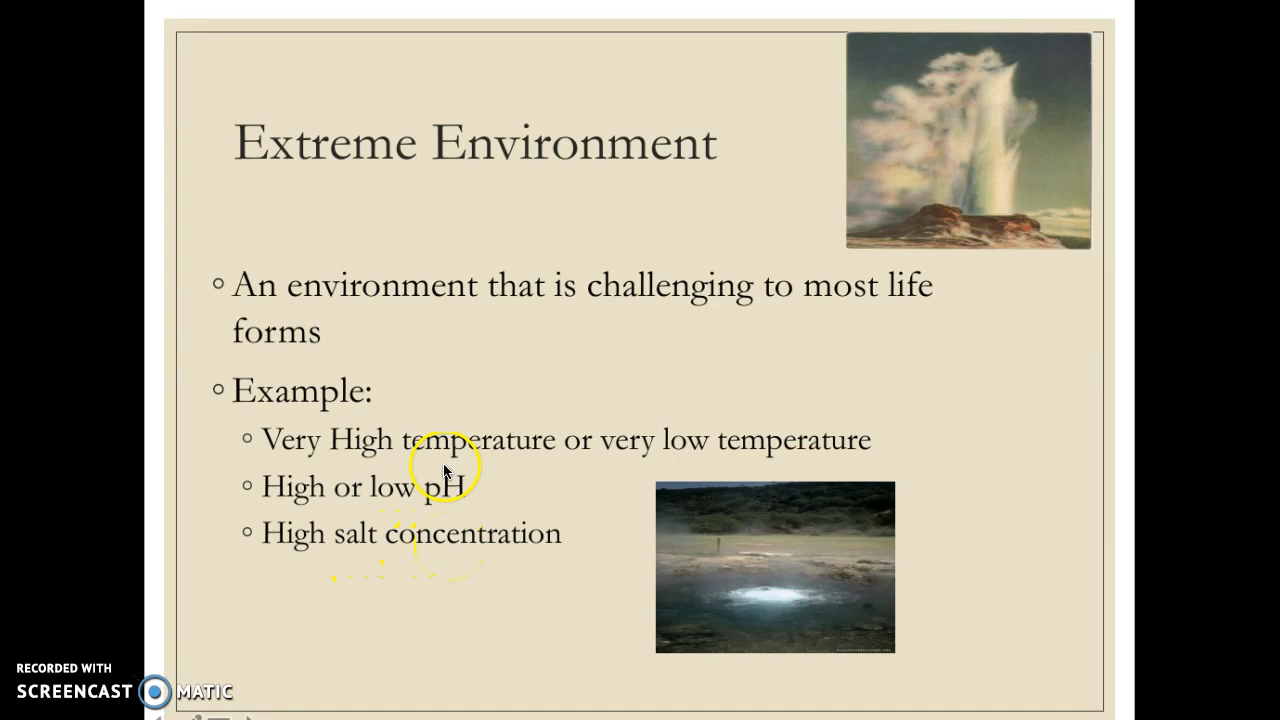 Extreme Environment
◦ An environment that is challenging to most life
forms
◦ Example:
◦ Very High temperature or very low temperature
◦ High or low pH
◦ High salt concentration
RECORDED WITH
SCREENCAST MATIC